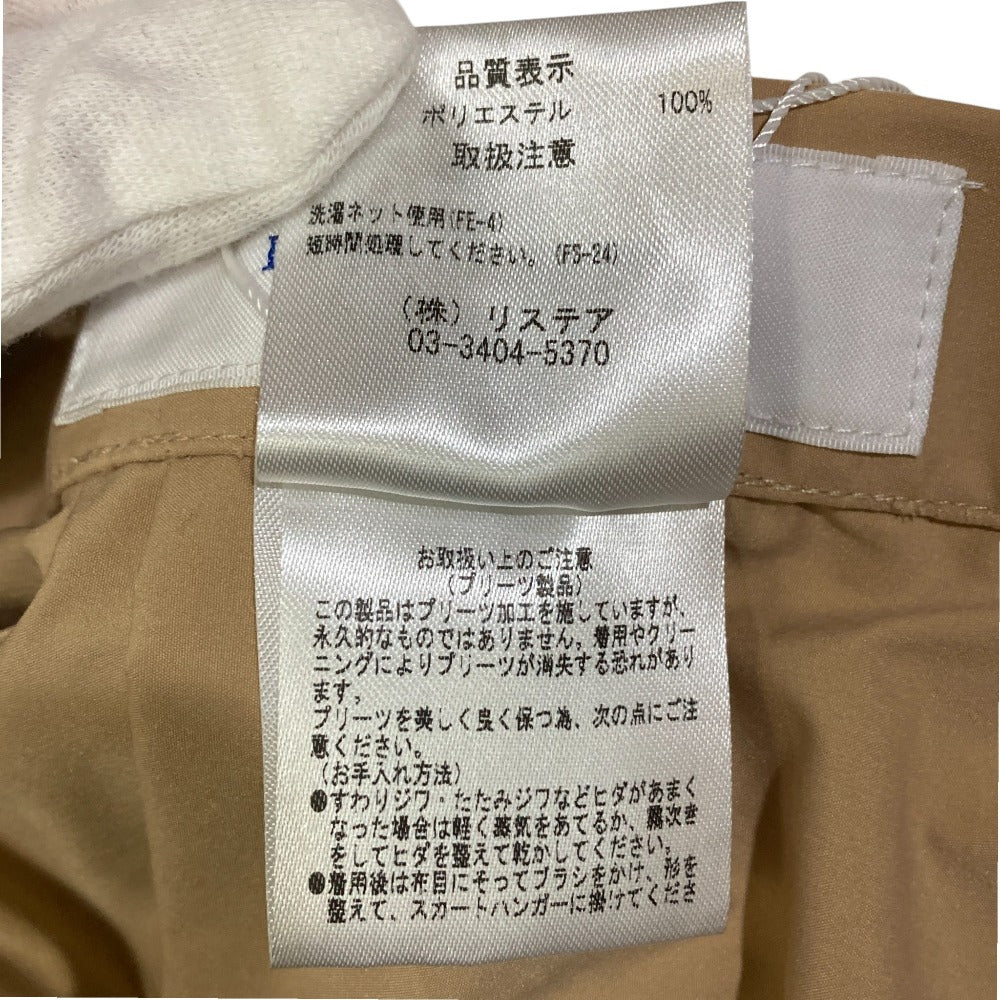 品質表示
ポリエステル 100%
取扱注意
洗濯ネット使用(FE-4)
短時間処理してください。(FS-24)
(株) リステア
03-3404-5370
お取扱い上のご注意
(プリーツ製品)
この製品はプリーツ加工を施していますが、
永久的なものではありません。着用やクリー
ニングによりプリーツが消失する恐れがあり
ます。
プリーツを美しく良く保つ為、次の点にご注
意ください。
(お手入れ方法)
●すわりジワ・たたみジワなどヒダがあまく
なった場合は軽く蒸気をあてるか、霧吹き
をしてヒダを整えて乾かしてください。
●着用後は布目にそってブラシをかけ、形を
整えて、スカートハンガーに掛けてくださ